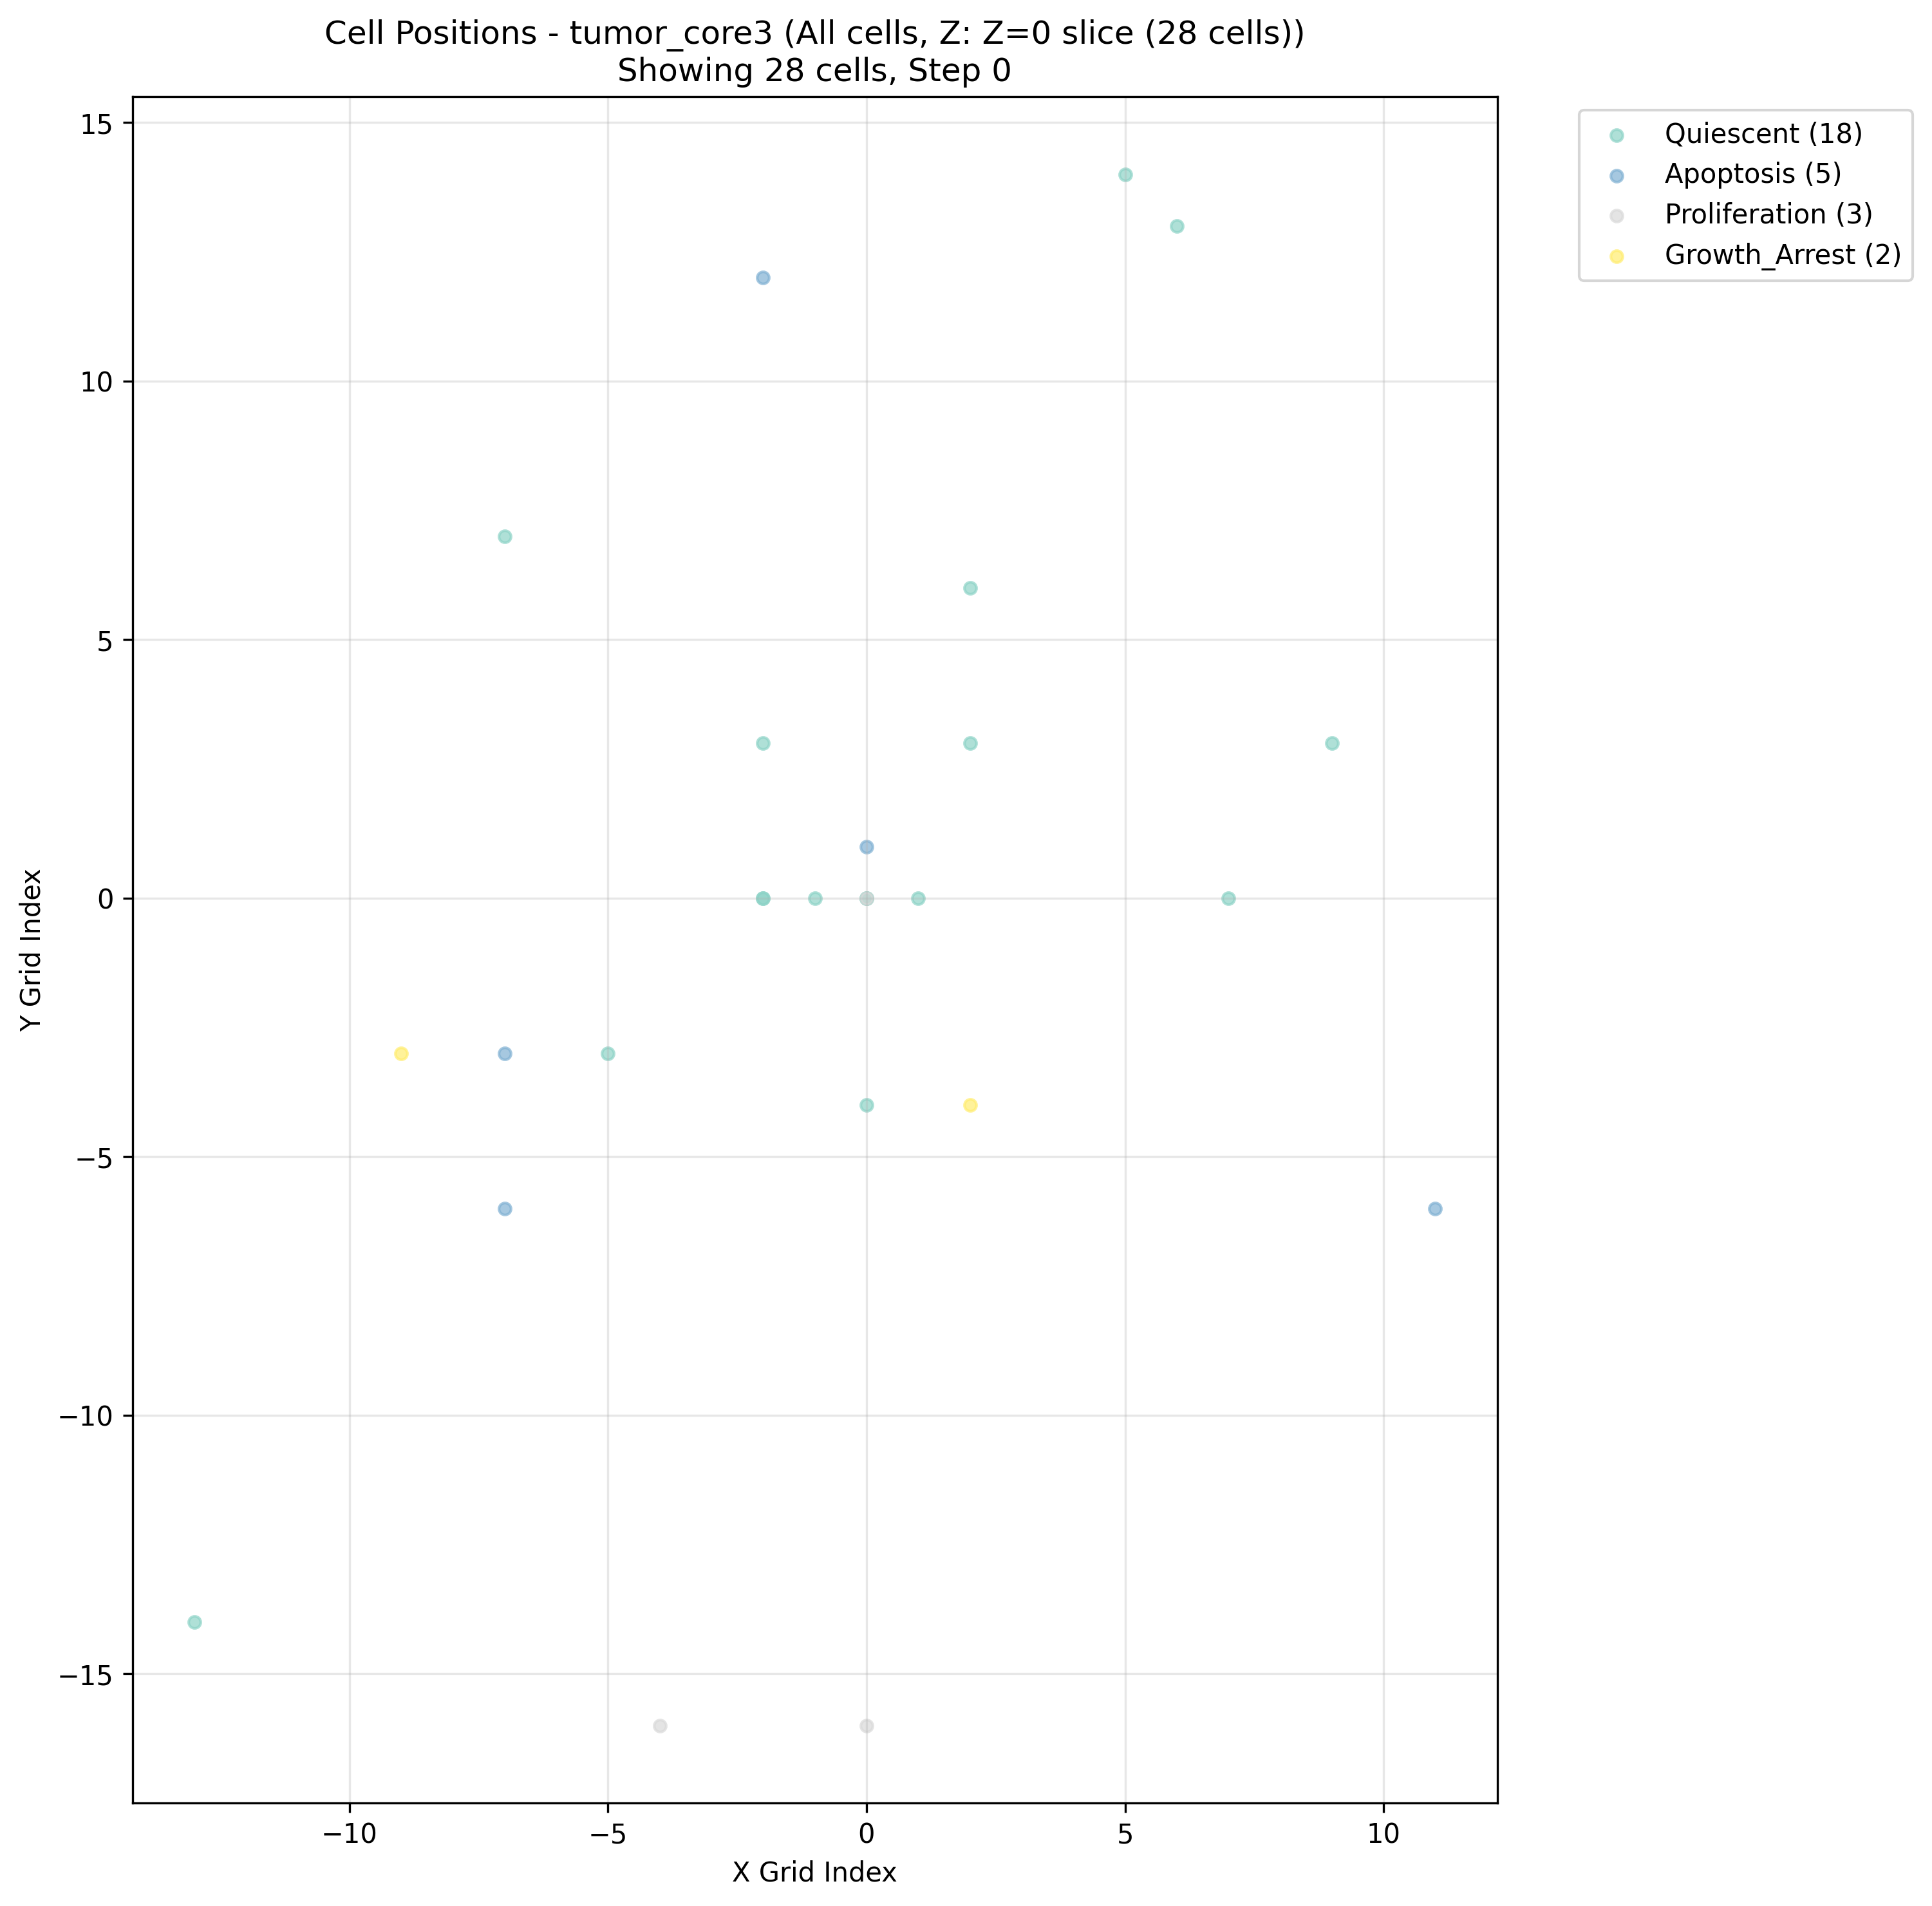 Cell Positions - tumor_core3 (All cells, Z: Z=0 slice (28 cells))
Showing 28 cells, Step 0
Quiescent (18)
Apoptosis (5)
Proliferation (3)
Growth_Arrest (2)
Y Grid Index
15
10
5
0
−5
−10
−15
−10 −5 0 5 10
X Grid Index